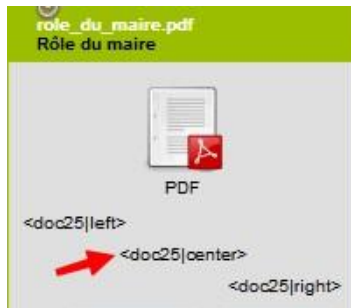 role_du_maire.pdf
Rôle du maire
PDF
<doc25|left>
<doc25|center>
<doc25|right>